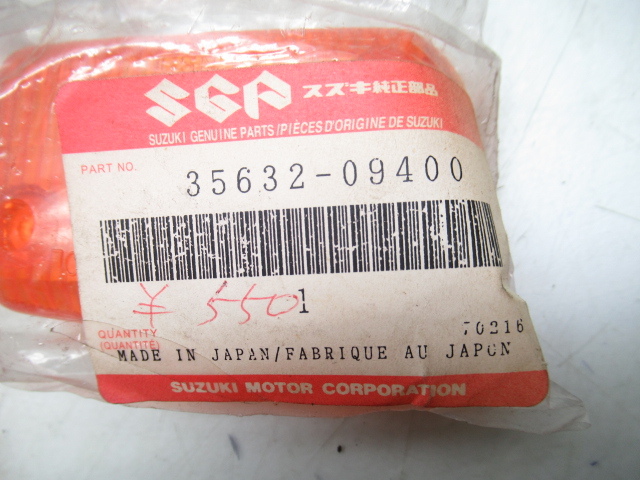 SGP スズキ純正部品
SUZUKI GENUINE PARTS/PIÈCES D'ORIGINE DE SUZUKI
PART NO. 35632-09400
¥ 550 1
QUANTITY
(QUANTITÉ)
70216
MADE IN JAPAN/FABRIQUE AU JAPON
SUZUKI MOTOR CORPORATION